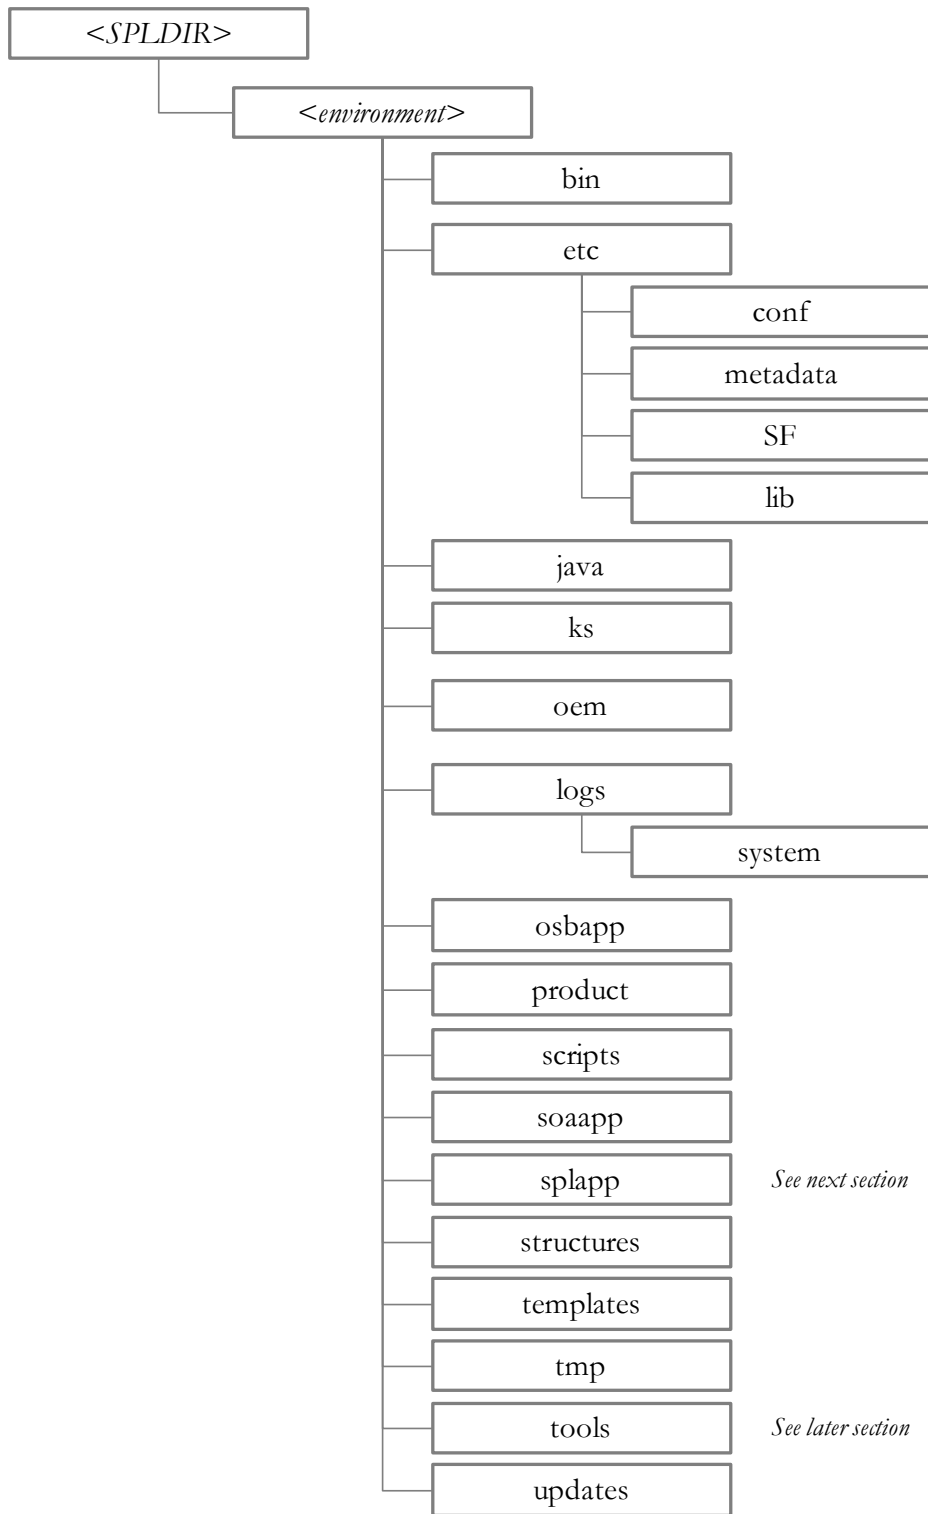 <SPLDIR>
<environment>
bin
etc
conf
metadata
SF
lib
java
ks
oem
logs
system
osbapp
product
scripts
soaapp
splapp See next section
structures
templates
tmp
tools See later section
updates